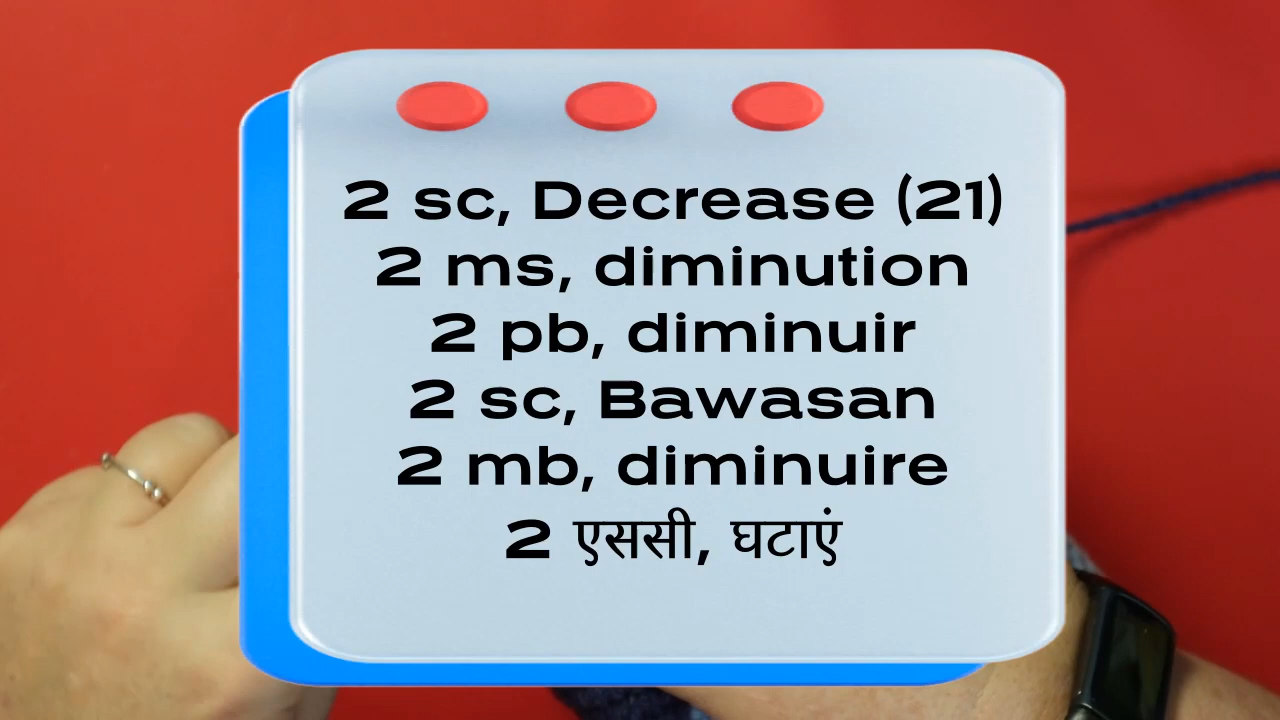 2 sc, Decrease (21)
2 ms, diminution
2 pb, diminuir
2 sc, Bawasan
2 mb, diminuire
2 एससी, घटाएं